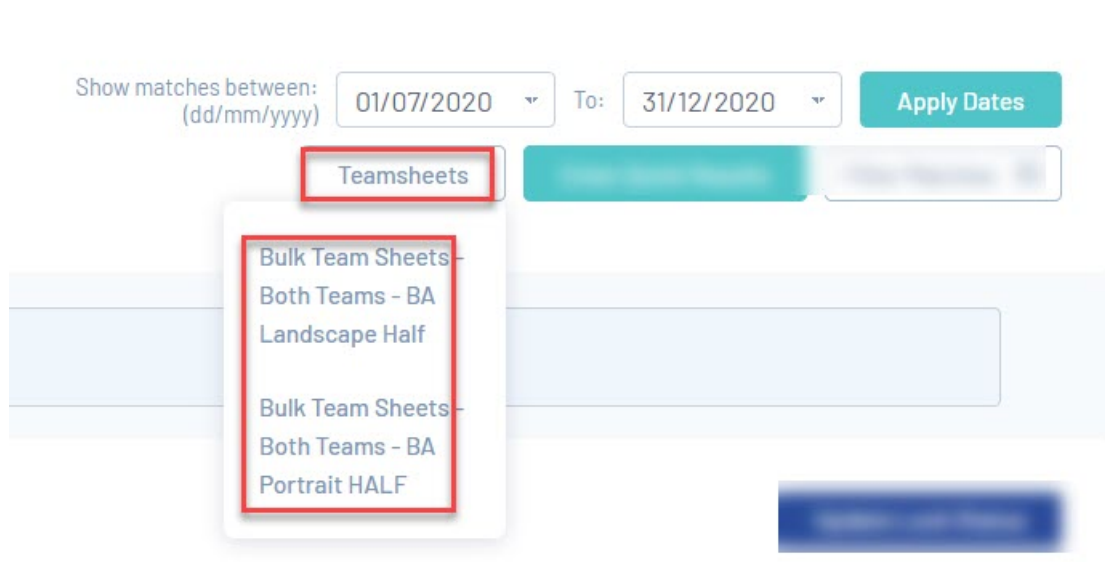 Show matches between:
(dd/mm/yyyy)
01/07/2020
To:
31/12/2020
Apply Dates
Teamsheets
Bulk Team Sheets -
Both Teams - BA
Landscape Half
Bulk Team Sheets -
Both Teams - BA
Portrait HALF